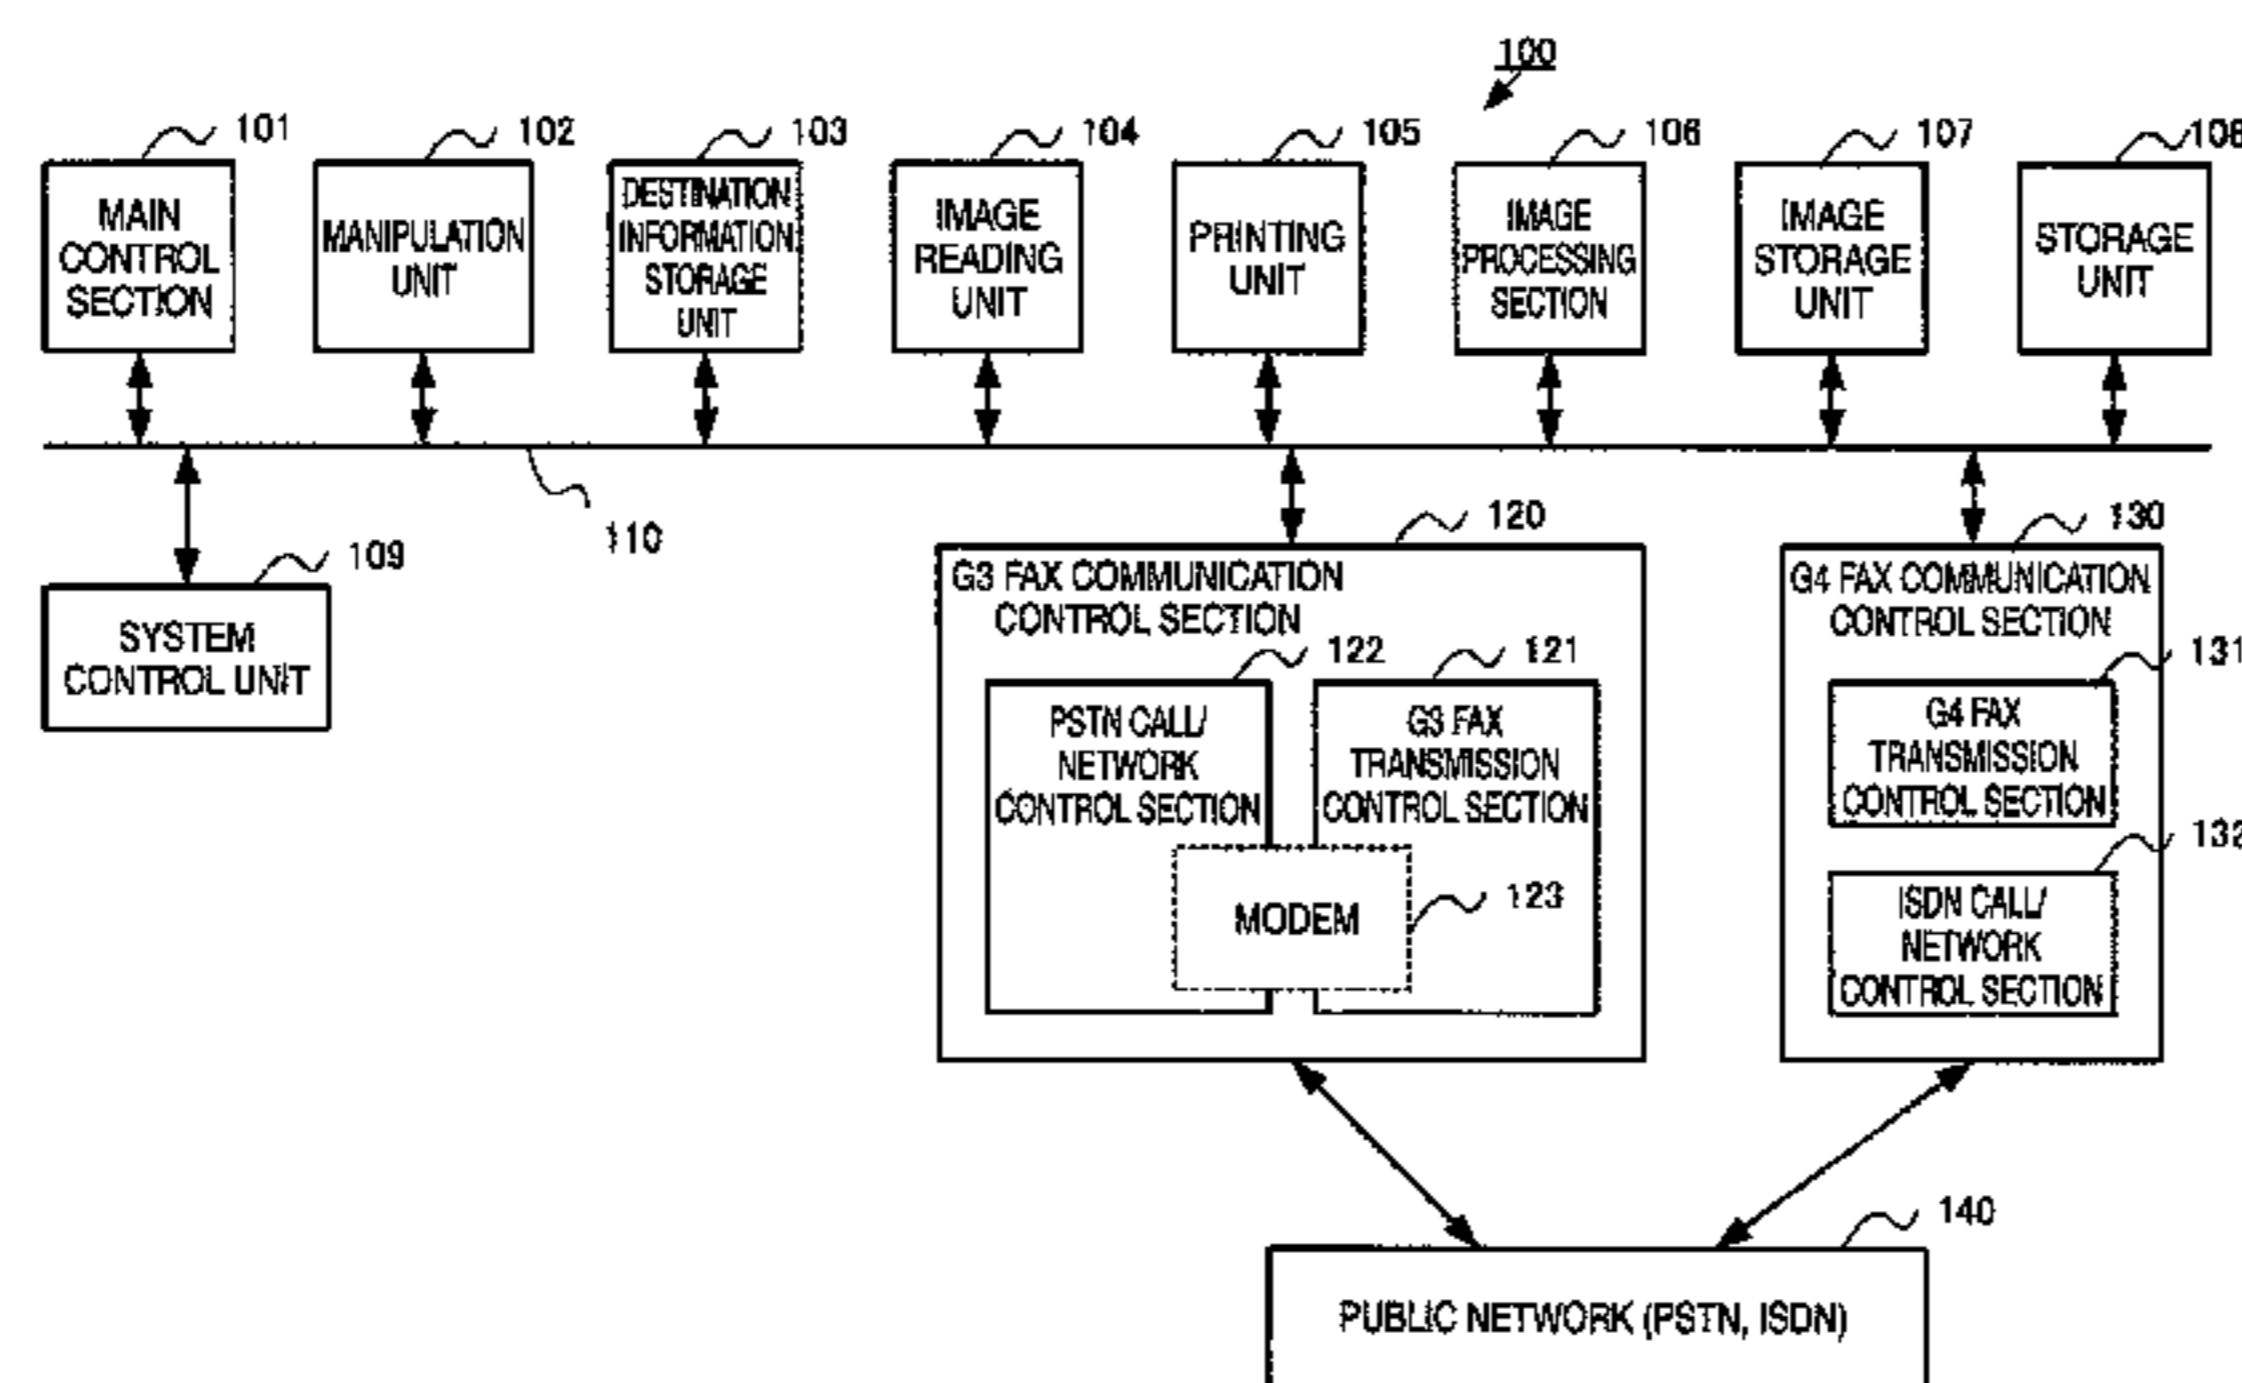 100
101
102
103
104
105
106
107
108
MAIN
CONTROL
SECTION
MANIPULATION
UNIT
DESTINATION
INFORMATION
STORAGE
UNIT
IMAGE
READING
UNIT
PRINTING
UNIT
IMAGE
PROCESSING
SECTION
IMAGE
STORAGE
UNIT
STORAGE
UNIT
110
109
SYSTEM
CONTROL UNIT
120
G3 FAX COMMUNICATION
CONTROL SECTION
122
PSTN CALL/
NETWORK
CONTROL SECTION
121
G3 FAX
TRANSMISSION
CONTROL SECTION
MODEM
123
130
G4 FAX COMMUNICATION
CONTROL SECTION
131
G4 FAX
TRANSMISSION
CONTROL SECTION
132
ISDN CALL/
NETWORK
CONTROL SECTION
140
PUBLIC NETWORK (PSTN, ISDN)